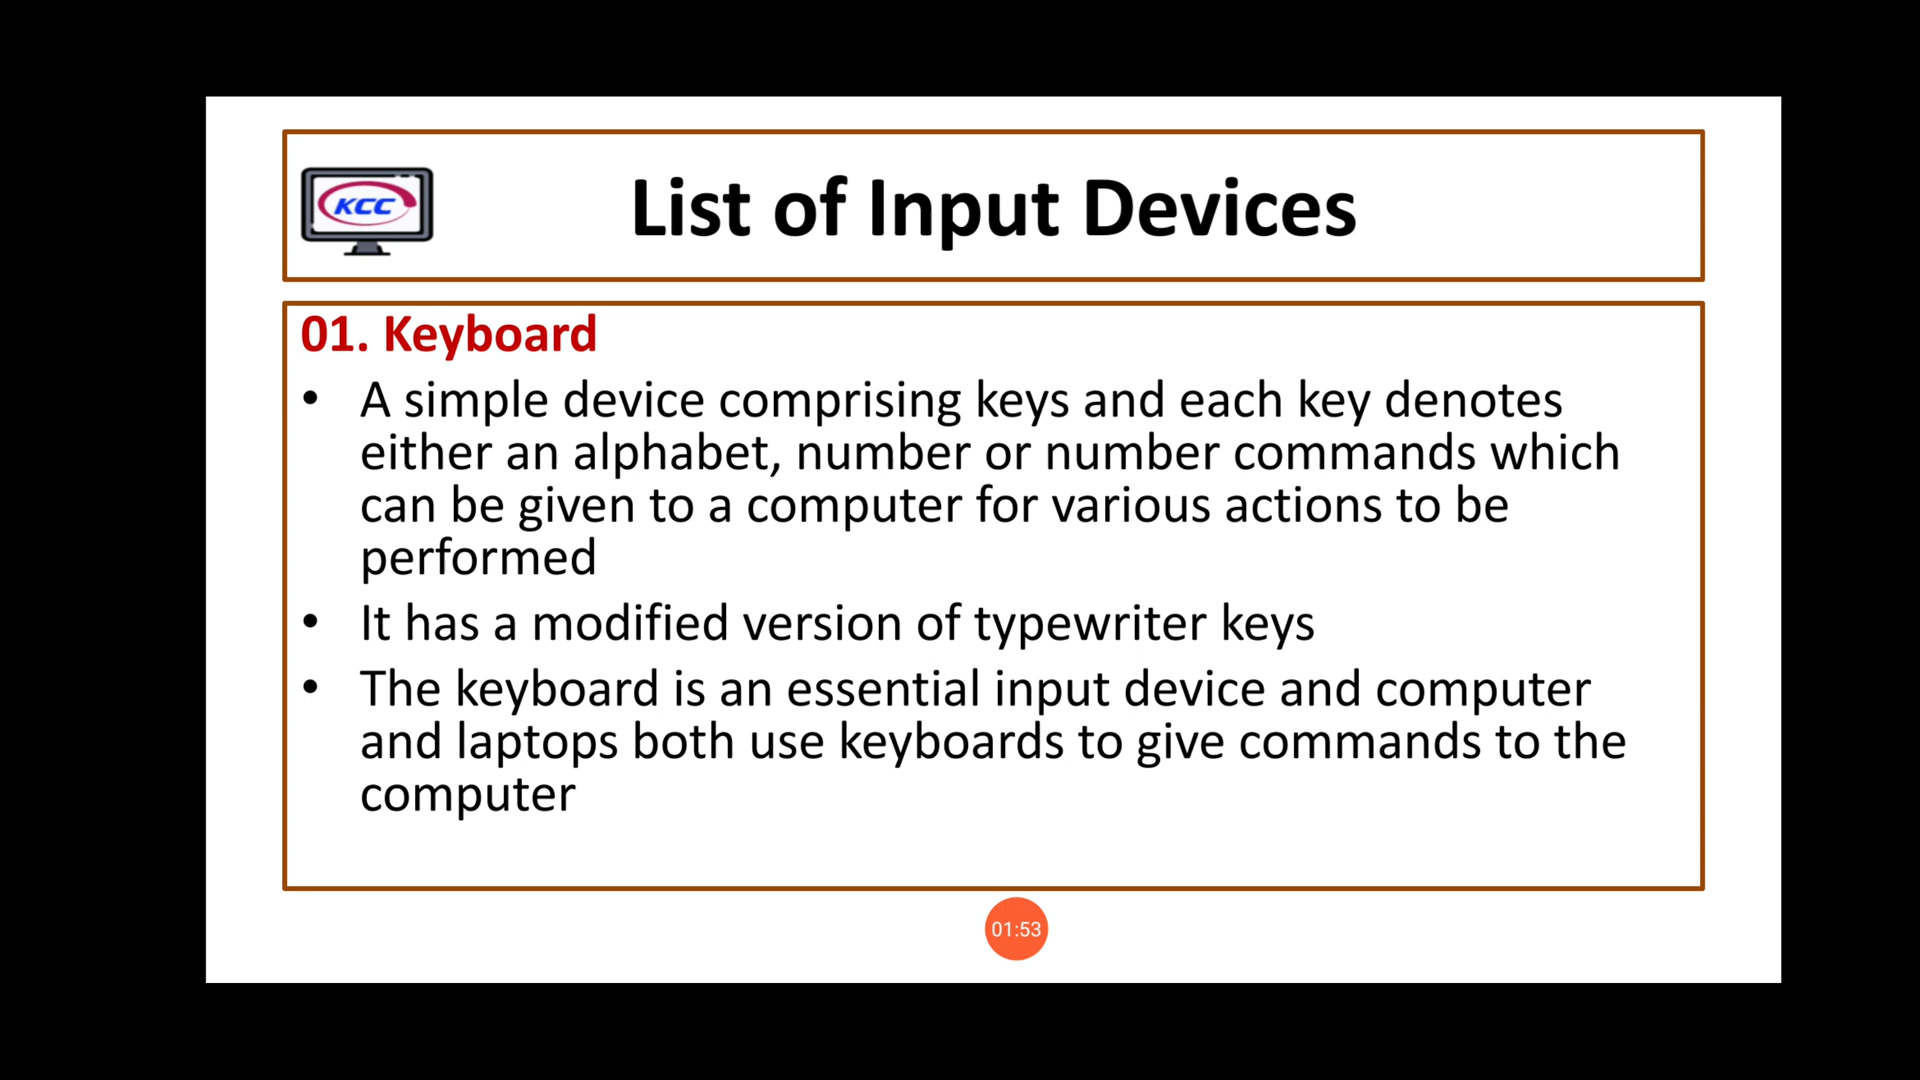 KCC
List of Input Devices
01. Keyboard
• A simple device comprising keys and each key denotes
either an alphabet, number or number commands which
can be given to a computer for various actions to be
performed
• It has a modified version of typewriter keys
• The keyboard is an essential input device and computer
and laptops both use keyboards to give commands to the
computer
01:53